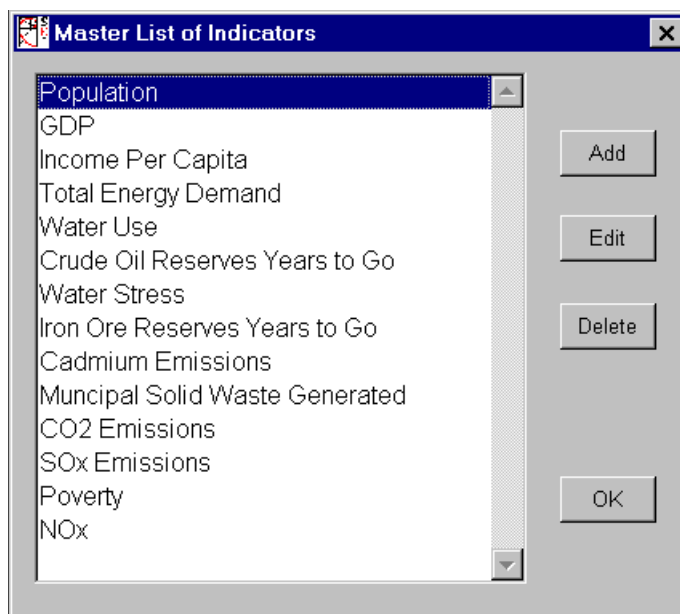 Master List of Indicators
Population
GDP
Income Per Capita
Total Energy Demand
Water Use
Crude Oil Reserves Years to Go
Water Stress
Iron Ore Reserves Years to Go
Cadmium Emissions
Muncipal Solid Waste Generated
CO2 Emissions
SOx Emissions
Poverty
NOx
Add
Edit
Delete
OK